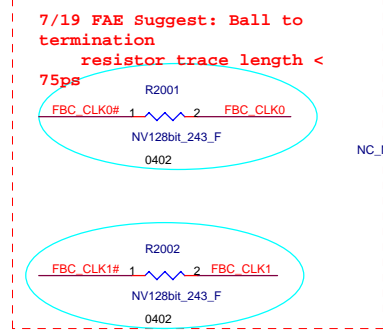 7/19 FAE Suggest: Ball to
termination
resistor trace length <
75ps
R2001
FBC_CLK0# 1 2 FBC_CLK0
NV128bit_243_F
0402
NC_
R2002
FBC_CLK1# 1 2 FBC_CLK1
NV128bit_243_F
0402